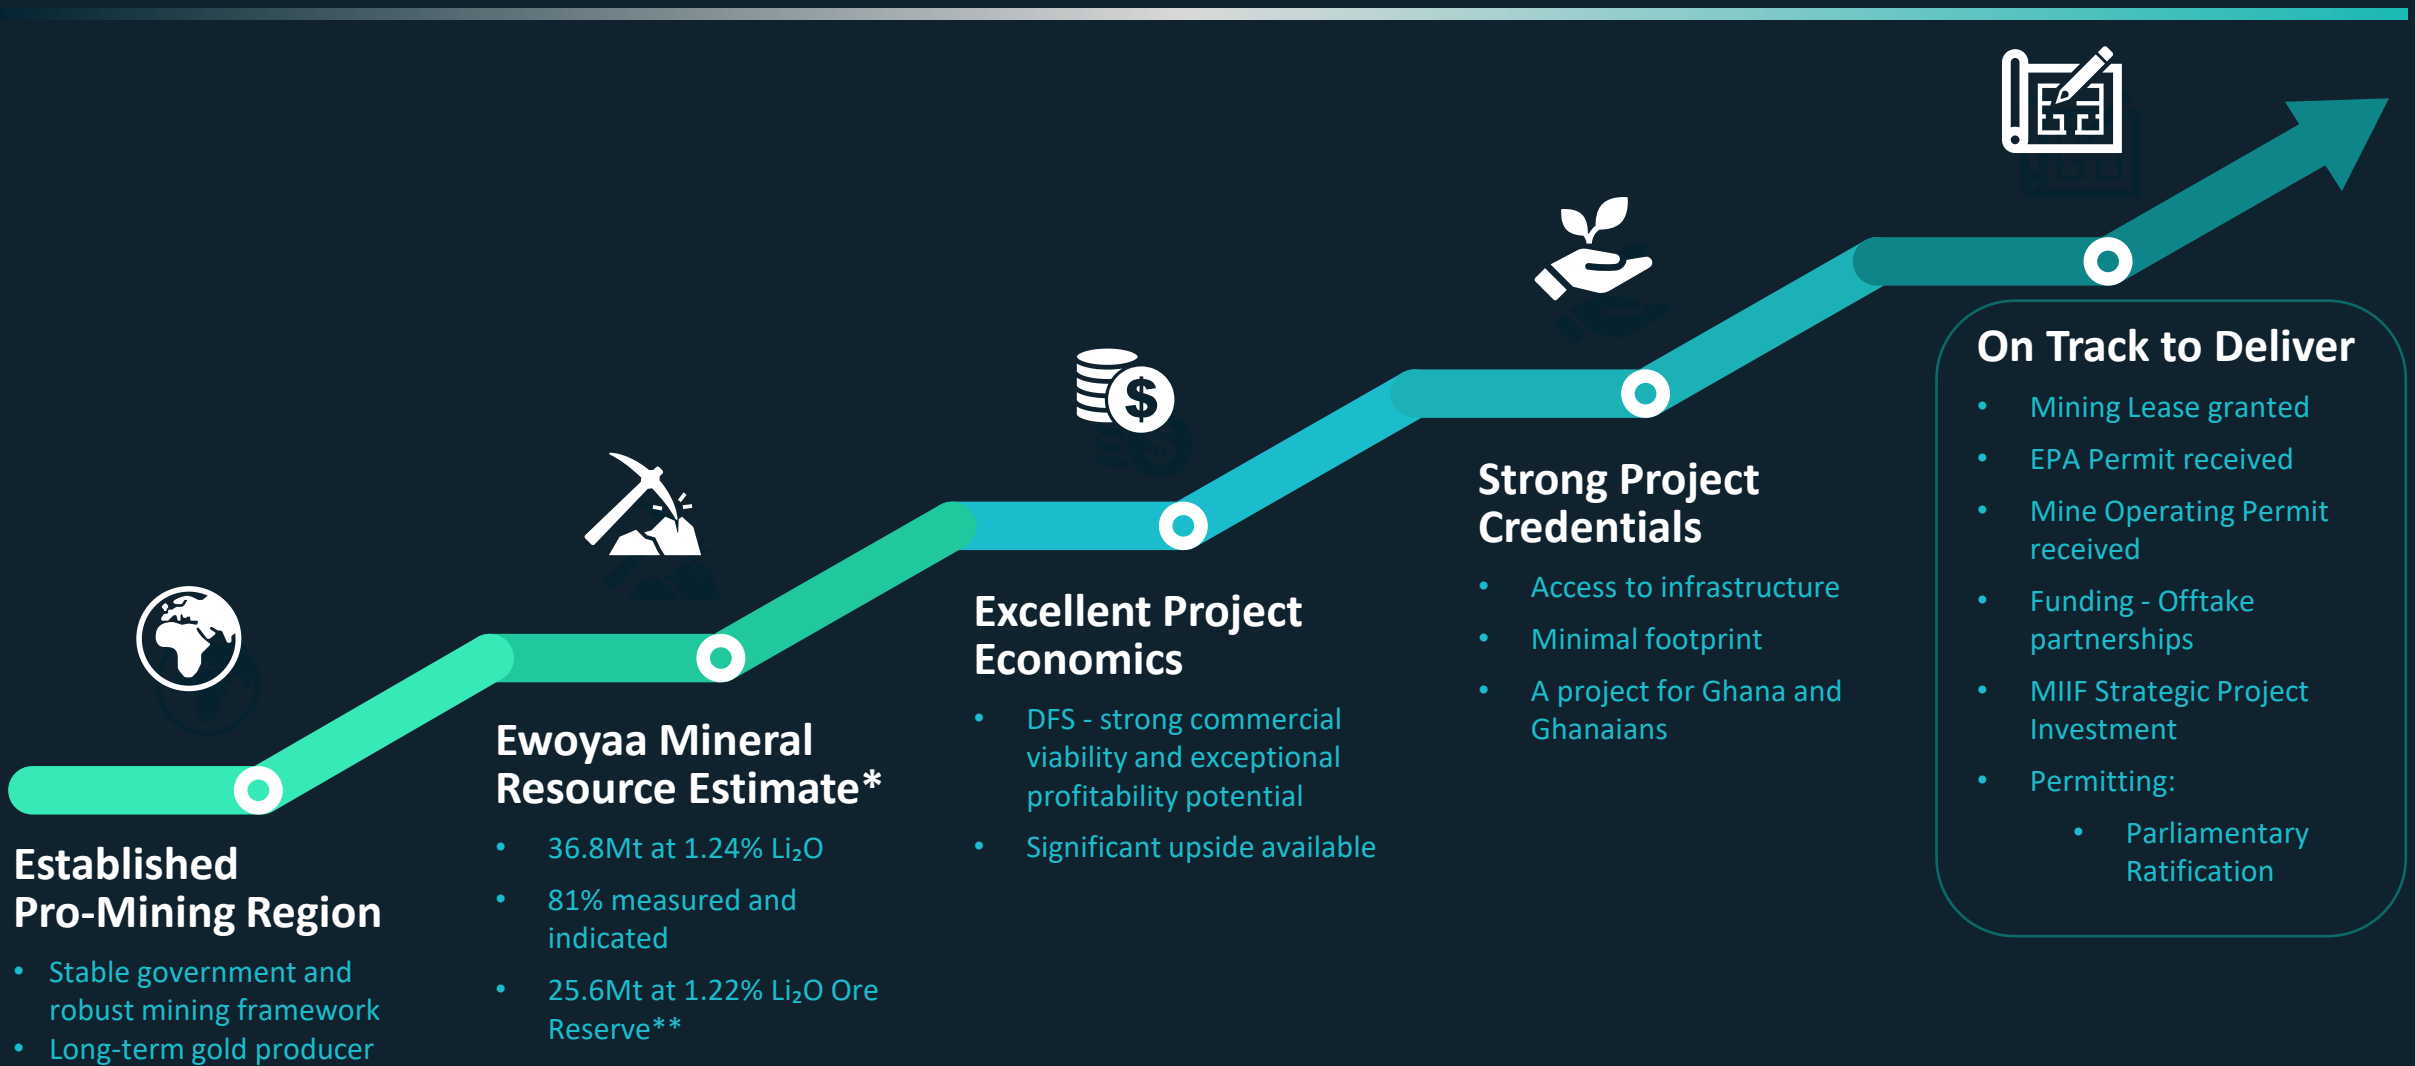 Established
Pro-Mining Region
• Stable government and
robust mining framework
• Long-term gold producer
Ewoyaa Mineral
Resource Estimate*
• 36.8Mt at 1.24% Li₂O
• 81% measured and
indicated
• 25.6Mt at 1.22% Li₂O Ore
Reserve**
$
Excellent Project
Economics
• DFS - strong commercial
viability and exceptional
profitability potential
• Significant upside available
Strong Project
Credentials
• Access to infrastructure
• Minimal footprint
• A project for Ghana and
Ghanaians
On Track to Deliver
• Mining Lease granted
• EPA Permit received
• Mine Operating Permit
received
• Funding - Offtake
partnerships
• MIIF Strategic Project
Investment
• Permitting:
• Parliamentary
Ratification